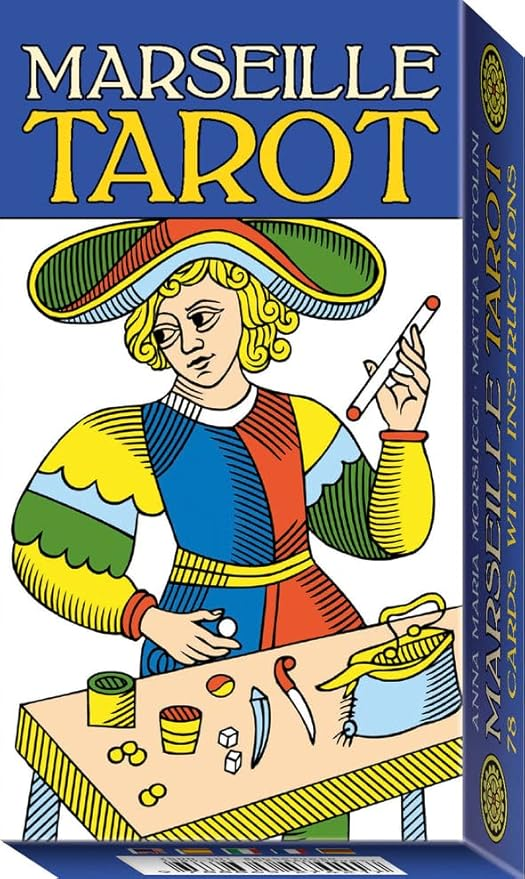 MARSEILLE
TAROT
ANNA MARIA MORSUCCI · MATTIA OTTOLINI
MARSEILLE TAROT
78 CARDS WITH INSTRUCTIONS